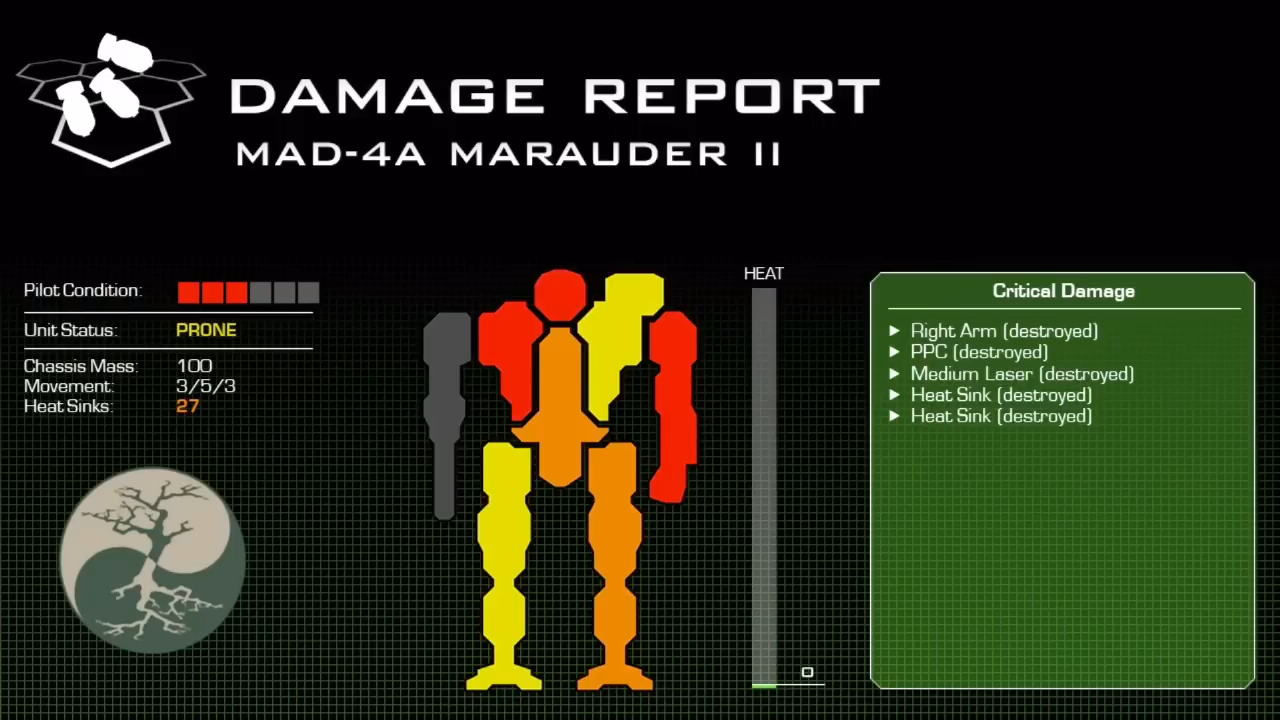 DAMAGE REPORT
MAD-4A MARAUDER II
Pilot Condition:
Unit Status: PRONE
Chassis Mass: 100
Movement: 3/5/3
Heat Sinks: 27
HEAT
0
Critical Damage
Right Arm (destroyed)
PPC (destroyed)
Medium Laser (destroyed)
Heat Sink (destroyed)
Heat Sink (destroyed)